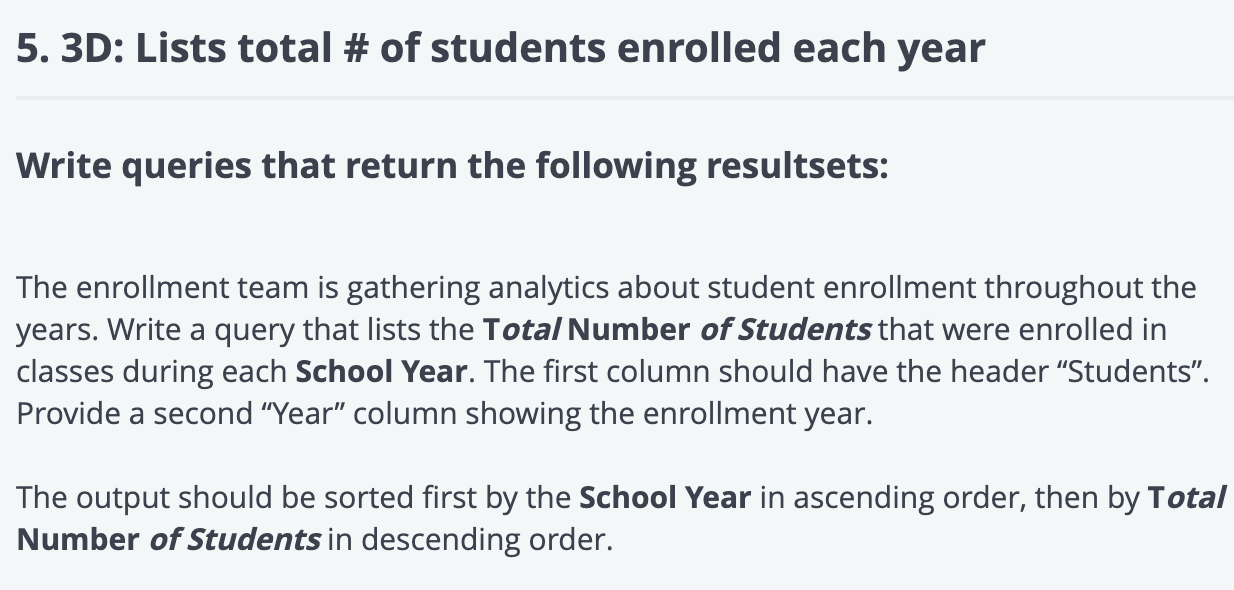 5. 3D: Lists total # of students enrolled each year
Write queries that return the following resultsets:
The enrollment team is gathering analytics about student enrollment throughout the
years. Write a query that lists the Total Number of Students that were enrolled in
classes during each School Year. The first column should have the header “Students”.
Provide a second “Year” column showing the enrollment year.
The output should be sorted first by the School Year in ascending order, then by Total
Number of Students in descending order.